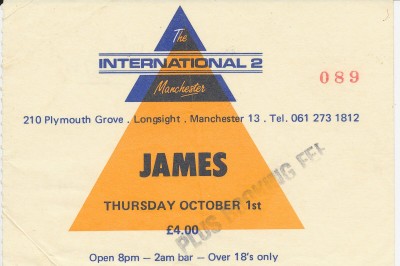 The
INTERNATIONAL 2
Manchester
089
210 Plymouth Grove . Longsight . Manchester 13 . Tel. 061 273 1812
JAMES
THURSDAY OCTOBER 1st
£4.00
PLUS BOOKING FEE
Open 8pm – 2am bar – Over 18's only